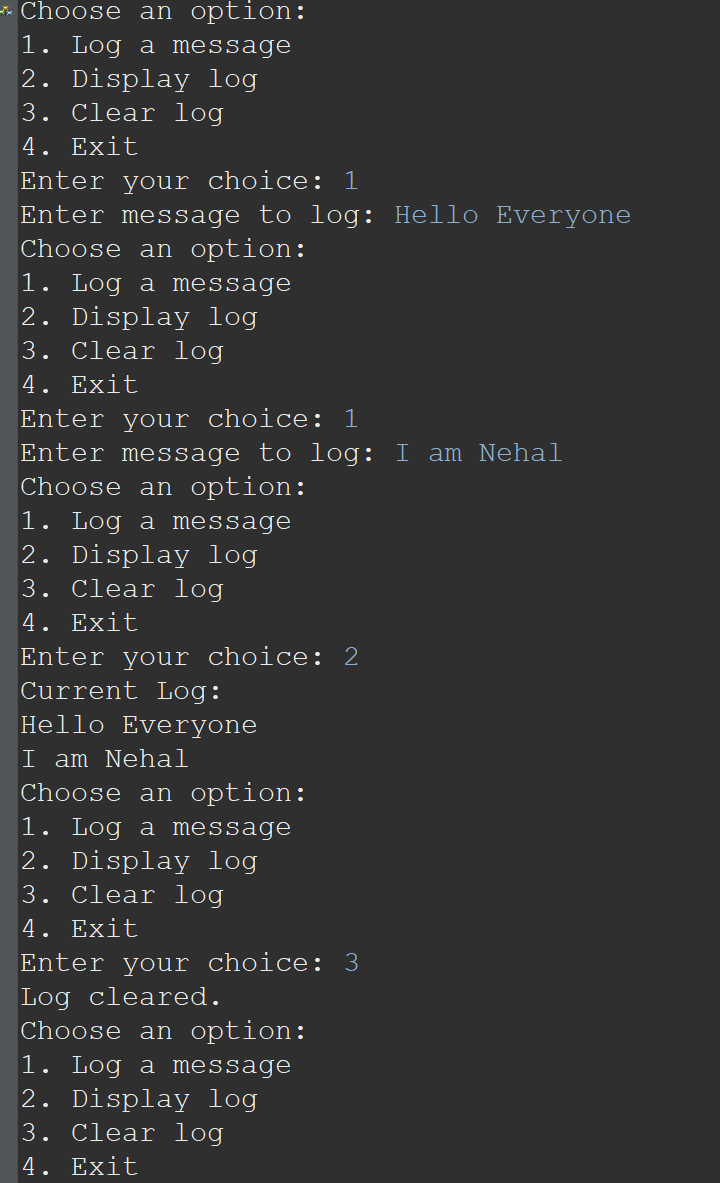 Choose an option:
1. Log a message
2. Display log
3. Clear log
4. Exit
Enter your choice: 1
Enter message to log: Hello Everyone
Choose an option:
1. Log a message
2. Display log
3. Clear log
4. Exit
Enter your choice: 1
Enter message to log: I am Nehal
Choose an option:
1. Log a message
2. Display log
3. Clear log
4. Exit
Enter your choice: 2
Current Log:
Hello Everyone
I am Nehal
Choose an option:
1. Log a message
2. Display log
3. Clear log
4. Exit
Enter your choice: 3
Log cleared.
Choose an option:
1. Log a message
2. Display log
3. Clear log
4. Exit